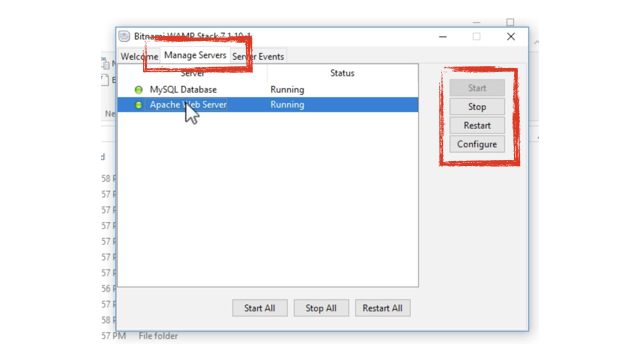 Bitnami WAMP Stack 7.1.10-1
Welcome Manage Servers Server Events
Server Status
MySQL Database Running
Apache Web Server Running
Start
Stop
Restart
Configure
Start All Stop All Restart All
58 P
57 P
57 P
57 P
57 P
57 P
57 P
56 P
57 P
58 P
57 PM File folder